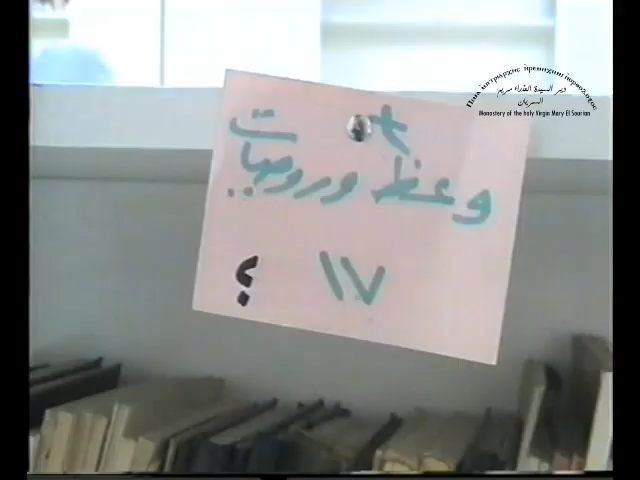 دير السيدة العذراء مريم
السريان
Monastery of the holy Virgin Mary El Sourian
وعظ وروحيات
١٧ ؟